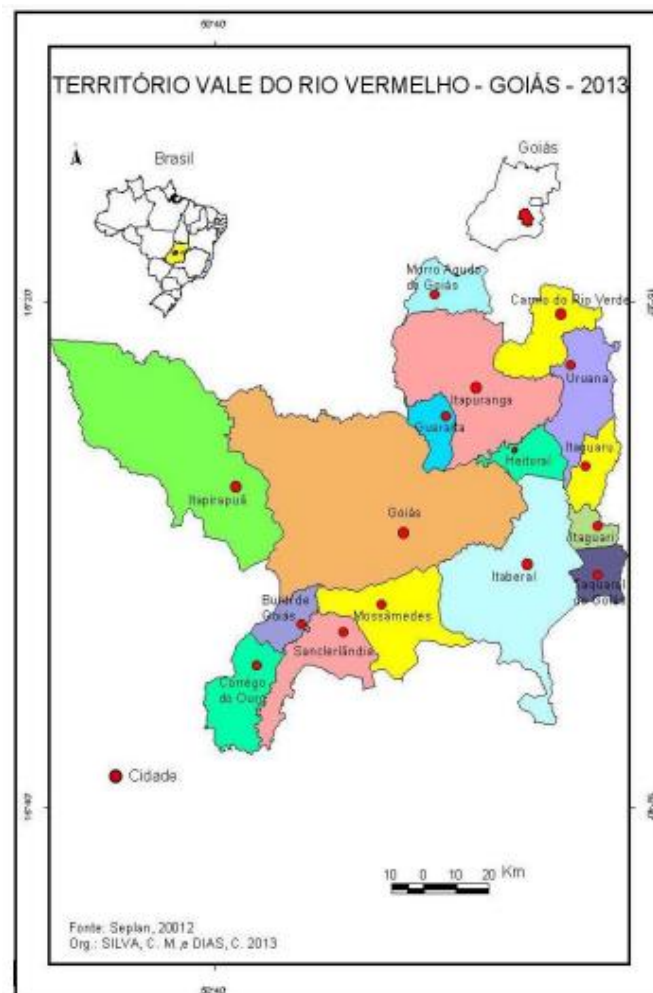 50°40'
TERRITÓRIO VALE DO RIO VERMELHO - GOIÁS - 2013
Brasil
Goiás
Morro Agudo
de Goiás
Carmo do Rio Verde
Uruana
Itapuranga
Guaraíta
Itaguaru
Heitoraí
Itapirapuã
Goiás
Itaguari
Itaberaí
Taquaral
de Goiás
Buriti de
Goiás
Mossâmedes
Sanclerlândia
Córrego
do Ouro
Cidade
10 0 10 20 Km
Fonte: Seplan, 20012
Org.: SILVA, C. M. e DIAS, C. 2013